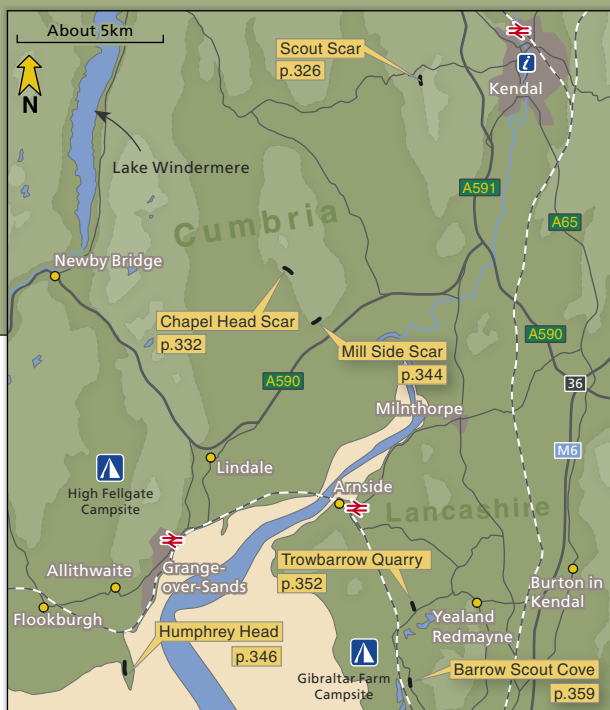 About 5km
N
Scout Scar
p.326
i
Kendal
Lake Windermere
A591
Cumbria
A65
Newby Bridge
Chapel Head Scar
p.332
Mill Side Scar
p.344
A590
A590
36
Milnthorpe
M6
Lindale
High Fellgate
Campsite
Arnside
Lancashire
Grange-
over-Sands
Trowbarrow Quarry
p.352
Allithwaite
Burton in
Kendal
Flookburgh
Yealand
Redmayne
Humphrey Head
p.346
Gibraltar Farm
Campsite
Barrow Scout Cove
p.359